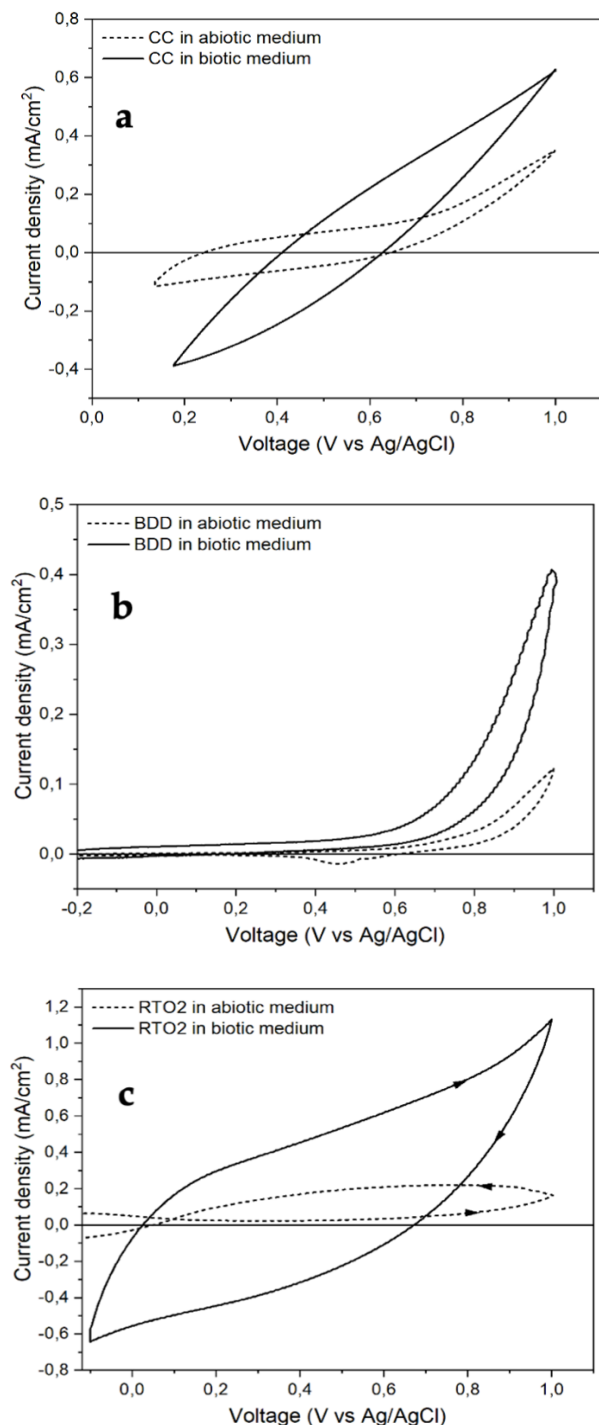 0,8
CC in abiotic medium
CC in biotic medium
0,6
a
0,4
0,2
0,0
-0,2
-0,4
Current density (mA/cm²)
0,0 0,2 0,4 0,6 0,8 1,0
Voltage (V vs Ag/AgCl)
0,5
BDD in abiotic medium
BDD in biotic medium
0,4
b
0,3
0,2
0,1
0,0
Current density (mA/cm²)
-0,2 0,0 0,2 0,4 0,6 0,8 1,0
Voltage (V vs Ag/AgCl)
RTO2 in abiotic medium
1,2
RTO2 in biotic medium
1,0
0,8
c
0,6
0,4
0,2
0,0
-0,2
-0,4
-0,6
-0,8
Current density (mA/cm²)
0,0 0,2 0,4 0,6 0,8 1,0
Voltage (V vs Ag/AgCl)